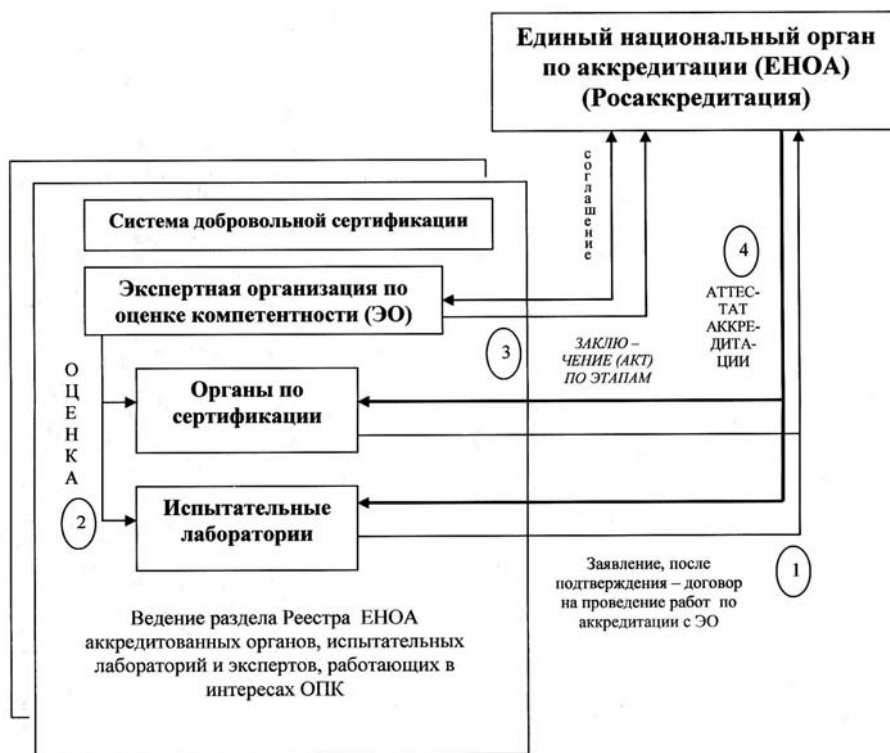 Единый национальный орган
по аккредитации (ЕНОА)
(Росаккредитация)
соглашение
Система добровольной сертификации
Экспертная организация по
оценке компетентности (ЭО)
4
АТТЕС-
ТАТ
АККРЕ-
ДИТА-
ЦИИ
3
ЗАКЛЮ –
ЧЕНИЕ (АКТ)
ПО ЭТАПАМ
ОЦЕНКА
2
Органы по
сертификации
Испытательные
лаборатории
1
Заявление, после
подтверждения – договор
на проведение работ по
аккредитации с ЭО
Ведение раздела Реестра ЕНОА
аккредитованных органов, испытательных
лабораторий и экспертов, работающих в
интересах ОПК